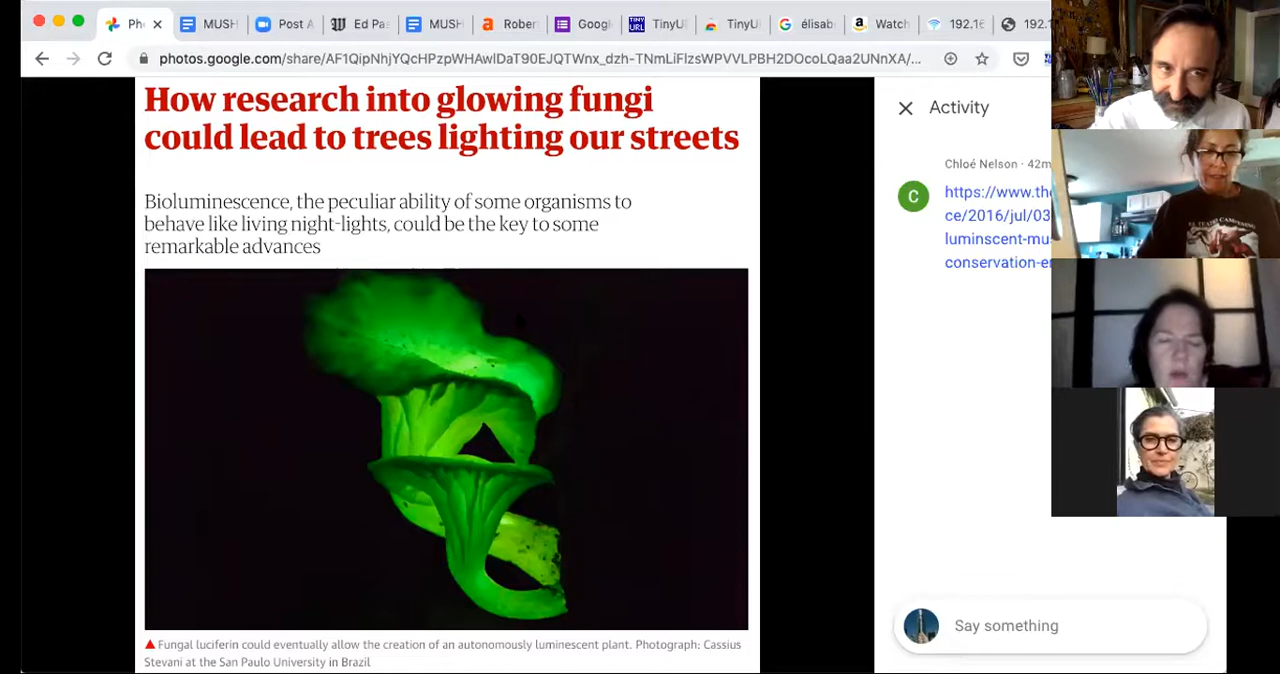 Pho
MUSH
Post A
Ed Pas
MUSH
Rober
Googl
TINY
URL
TinyU
TinyU
élisab
Watch
192.16
192.1
photos.google.com/share/AF1QipNhjYQcHPzpWHAwlDaT90EJQTWnx_dzh-TNmLiFlzsWPVVLPBH2DOcoLQaa2UNnXA/...
How research into glowing fungi
could lead to trees lighting our streets
Bioluminescence, the peculiar ability of some organisms to
behave like living night-lights, could be the key to some
remarkable advances
▲ Fungal luciferin could eventually allow the creation of an autonomously luminescent plant. Photograph: Cassius
Stevani at the San Paulo University in Brazil
Activity
Chloé Nelson · 42m
C
https://www.the
ce/2016/jul/03
luminscent-mu
conservation-e
Say something